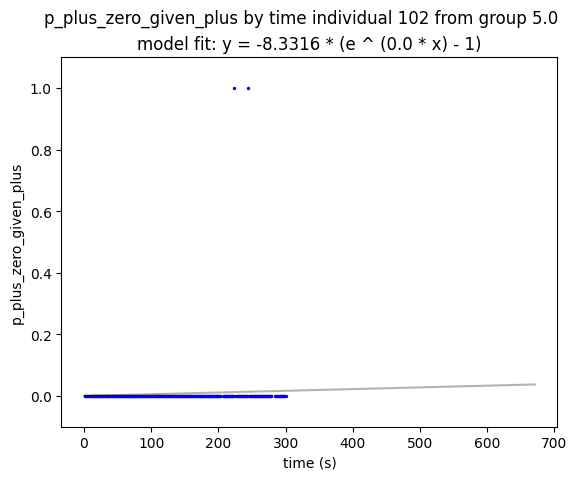 p_plus_zero_given_plus by time individual 102 from group 5.0
model fit: y = -8.3316 * (e ^ (0.0 * x) - 1)
1.0
0.8
0.6
0.4
0.2
0.0
p_plus_zero_given_plus
0 100 200 300 400 500 600 700
time (s)